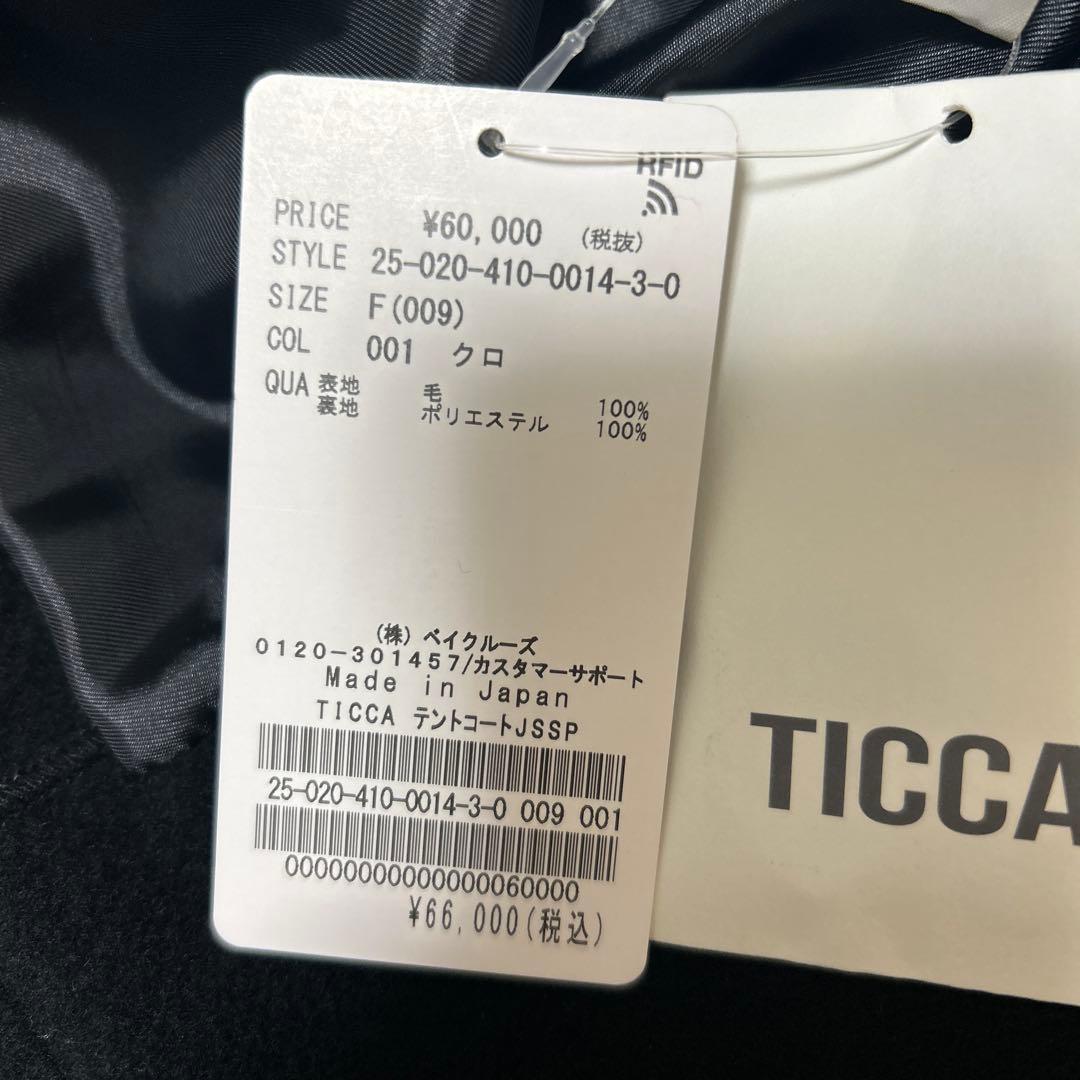 RFID
PRICE ¥60,000 (税抜)
STYLE 25-020-410-0014-3-0
SIZE F(009)
COL 001 クロ
QUA 表地 毛 100%
裏地 ポリエステル 100%
(株) ベイクルーズ
0120-301457/カスタマーサポート
Made in Japan
TICCA テントコートJSSP
25-020-410-0014-3-0 009 001
00000000000000060000
¥66,000(税込)
TICCA